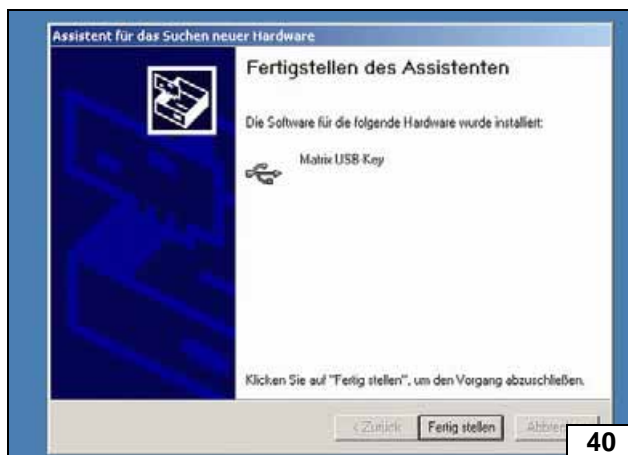 Assistent für das Suchen neuer Hardware
Fertigstellen des Assistenten
Die Software für die folgende Hardware wurde installiert:
Matrix USB-Key
Klicken Sie auf "Fertig stellen", um den Vorgang abzuschließen.
< Zurück Fertig stellen
40